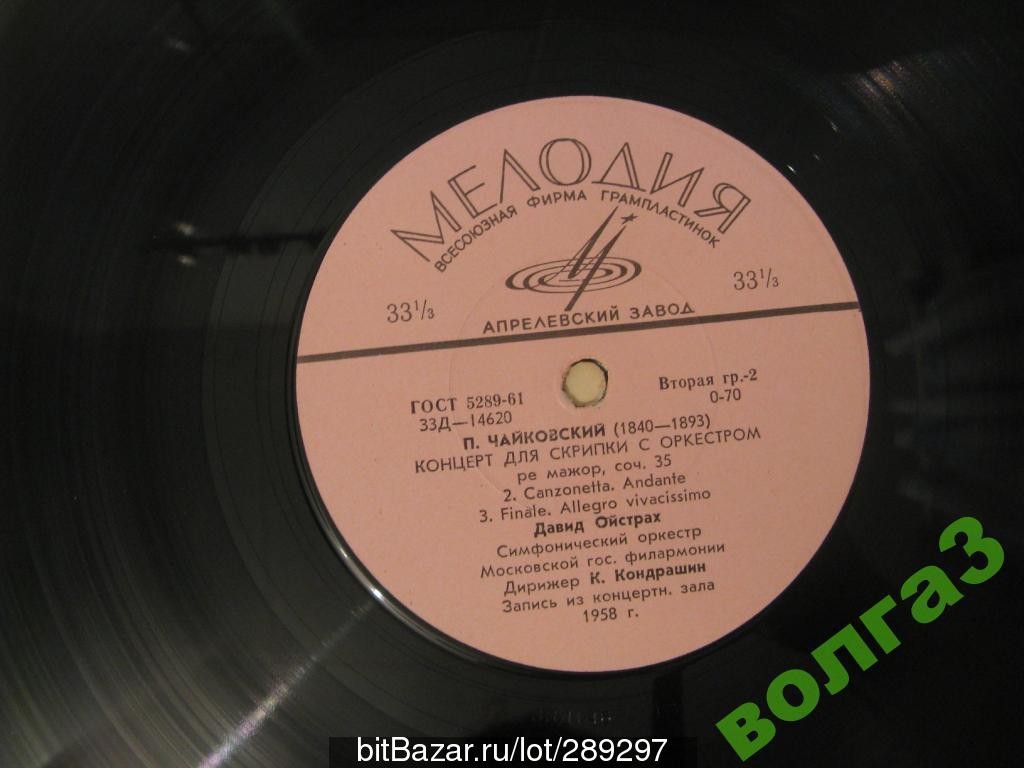 МЕЛОДИЯ
ВСЕСОЮЗНАЯ ФИРМА ГРАМПЛАСТИНОК
33⅓
33⅓
АПРЕЛЕВСКИЙ ЗАВОД
ГОСТ 5289-61
Вторая гр.-2
33Д—14620
0-70
П. ЧАЙКОВСКИЙ (1840—1893)
КОНЦЕРТ ДЛЯ СКРИПКИ С ОРКЕСТРОМ
ре мажор, соч. 35
2. Canzonetta. Andante
3. Finale. Allegro vivacissimo
Давид Ойстрах
Симфонический оркестр
Московской гос. филармонии
Дирижер К. Кондрашин
Запись из концертн. зала
1958 г.
волга3
bitBazar.ru/lot/289297